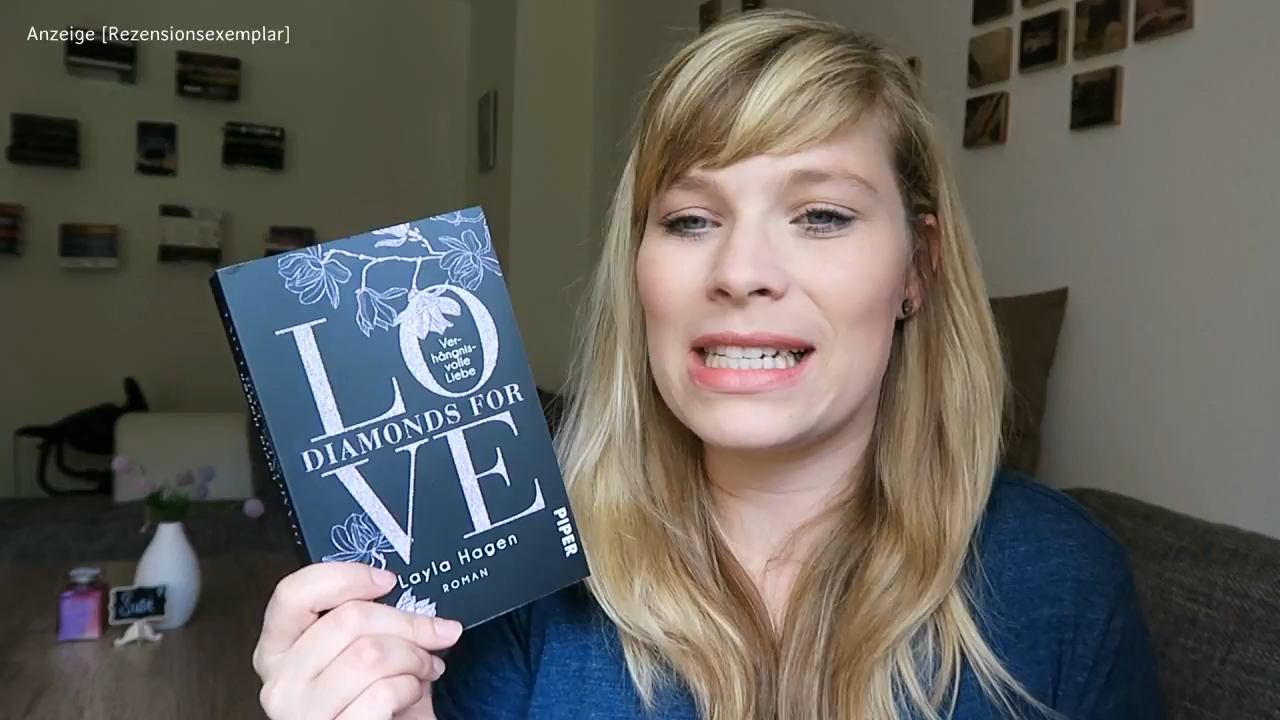 Anzeige [Rezensionsexemplar]
LO
Ver-
hängnis-
volle
Liebe
DIAMONDS FOR
VE
PIPER
Layla Hagen
ROMAN